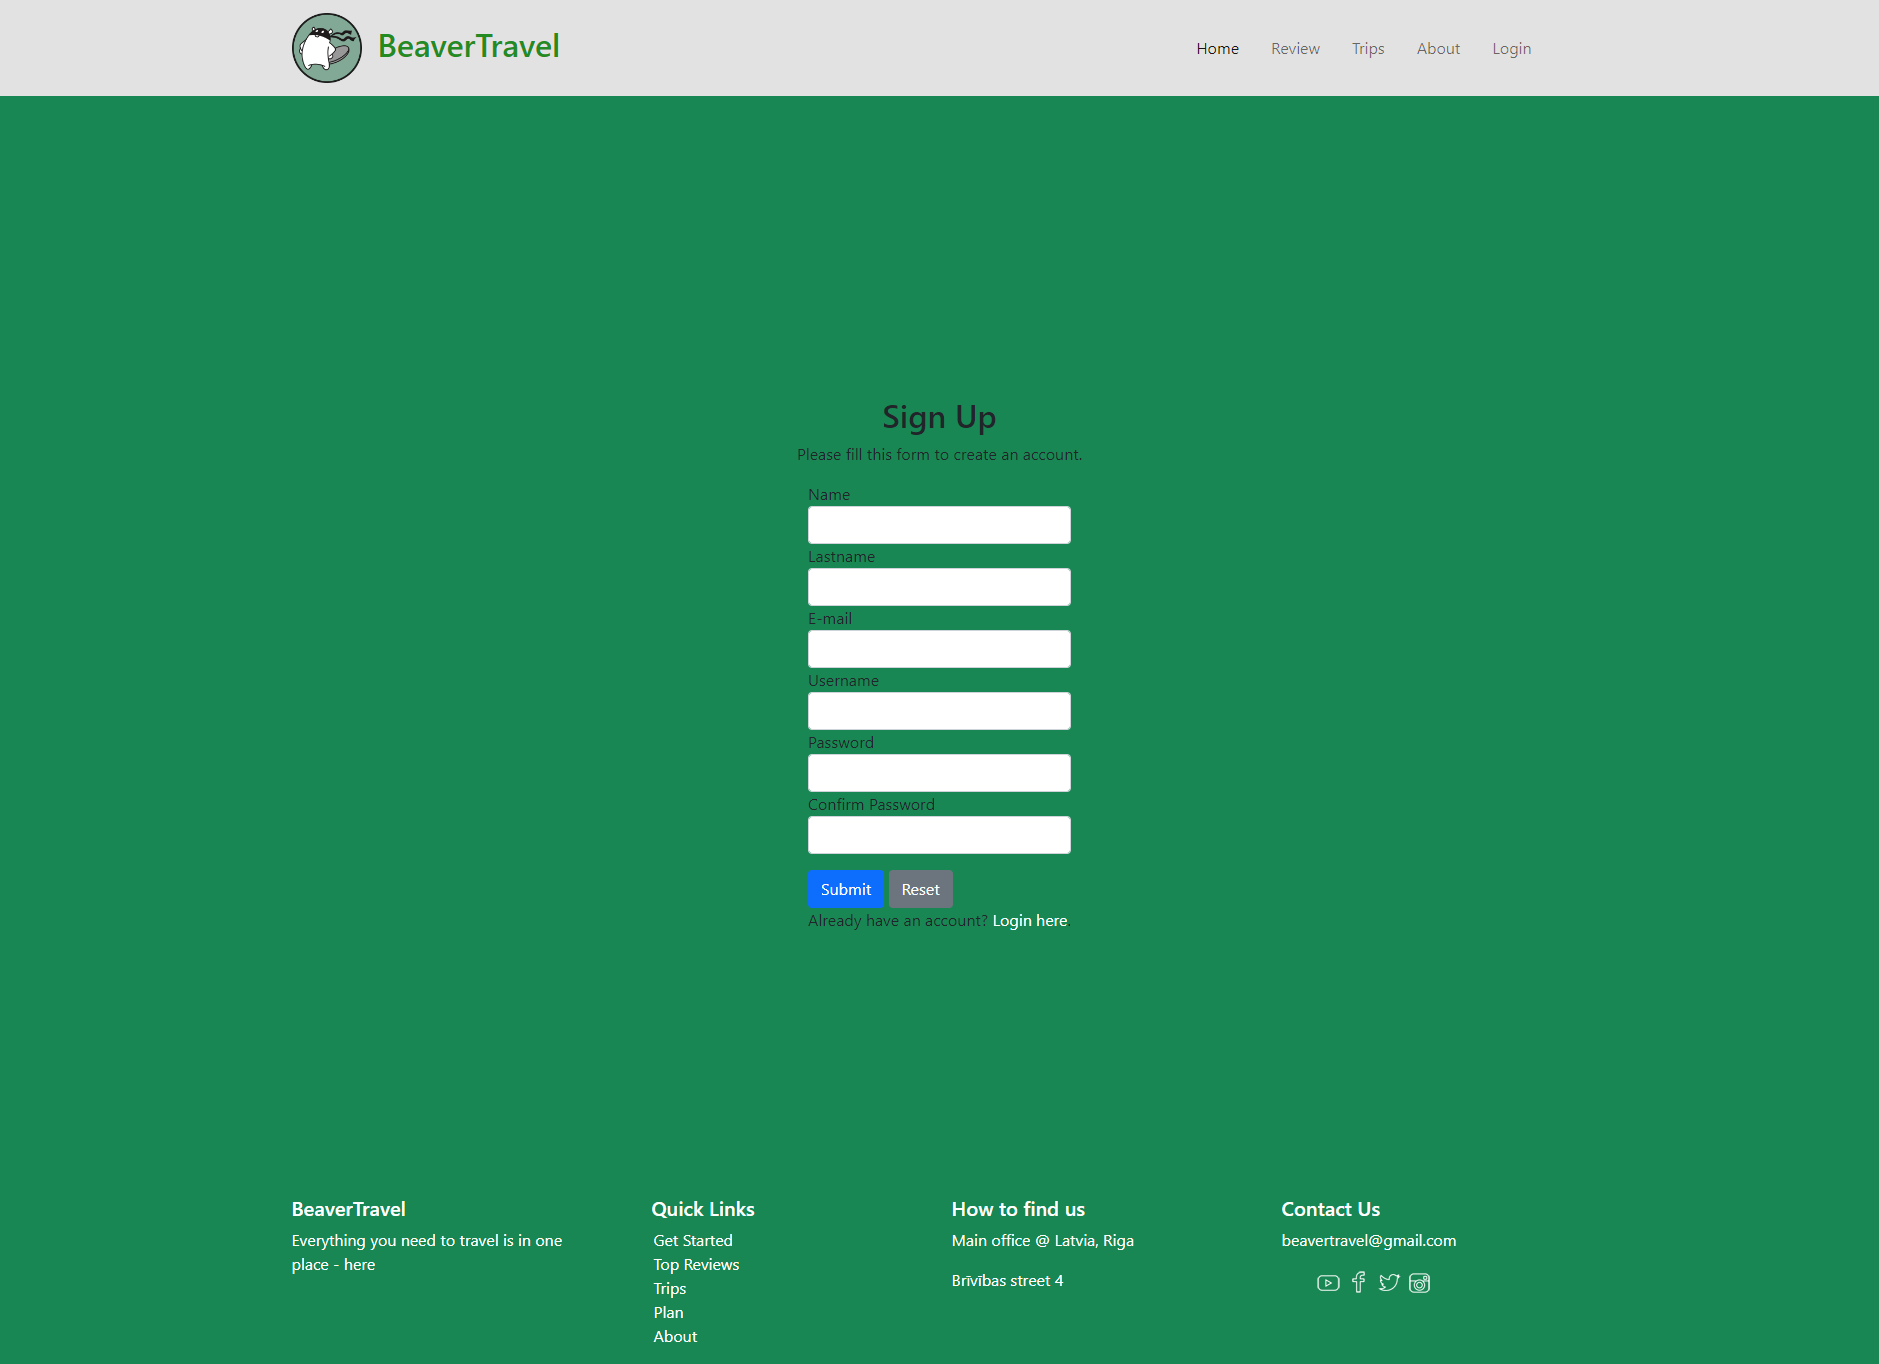 BeaverTravel
Home Review Trips About Login
Sign Up
Please fill this form to create an account.
Name
Lastname
E-mail
Username
Password
Confirm Password
Submit Reset
Already have an account? Login here.
BeaverTravel
Everything you need to travel is in one
place - here
Quick Links
Get Started
Top Reviews
Trips
Plan
About
How to find us
Main office @ Latvia, Riga
Brīvības street 4
Contact Us
beavertravel@gmail.com